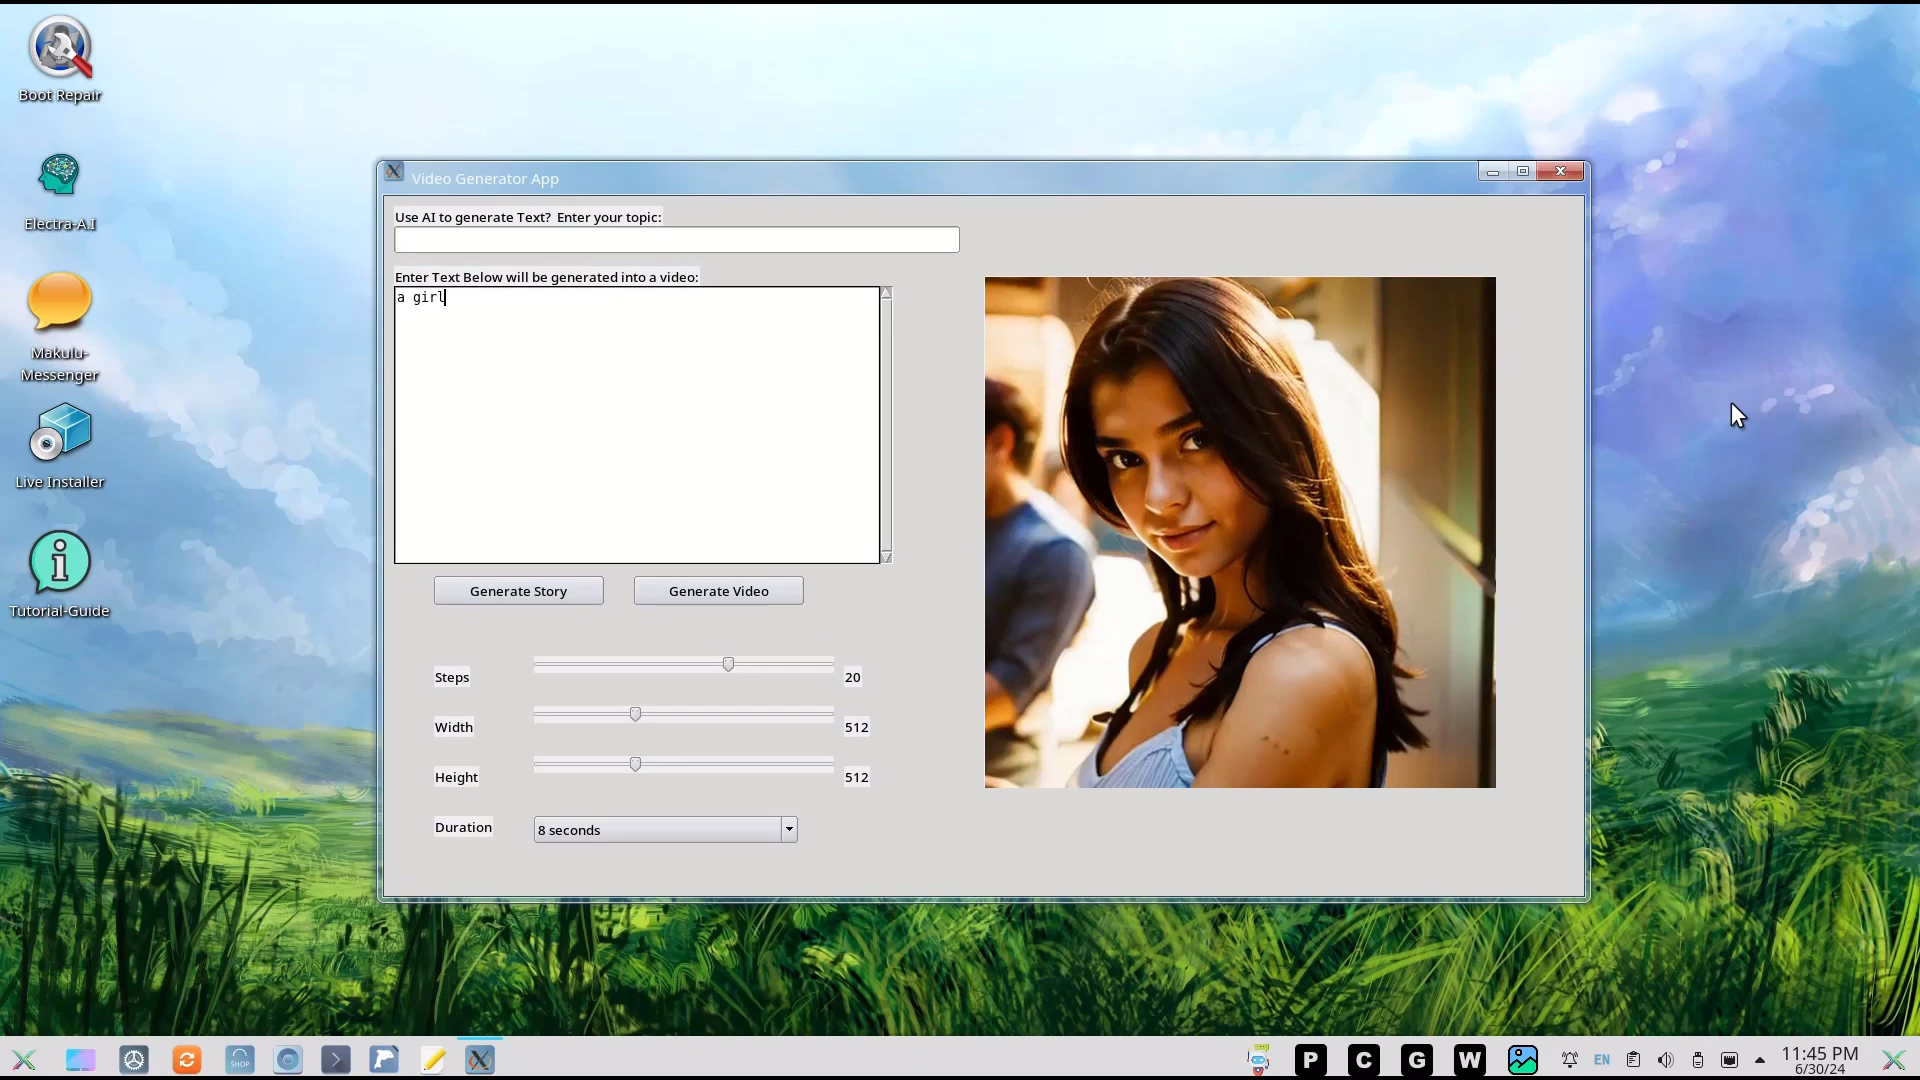 Boot Repair
Electra-A.I
Makulu-
Messenger
Live Installer
Tutorial-Guide
Video Generator App
Use AI to generate Text? Enter your topic:
Enter Text Below will be generated into a video:
a girl
Generate Story
Generate Video
Steps
20
Width
512
Height
512
Duration
8 seconds
SHOP
P
C
G
W
EN
11:45 PM
6/30/24